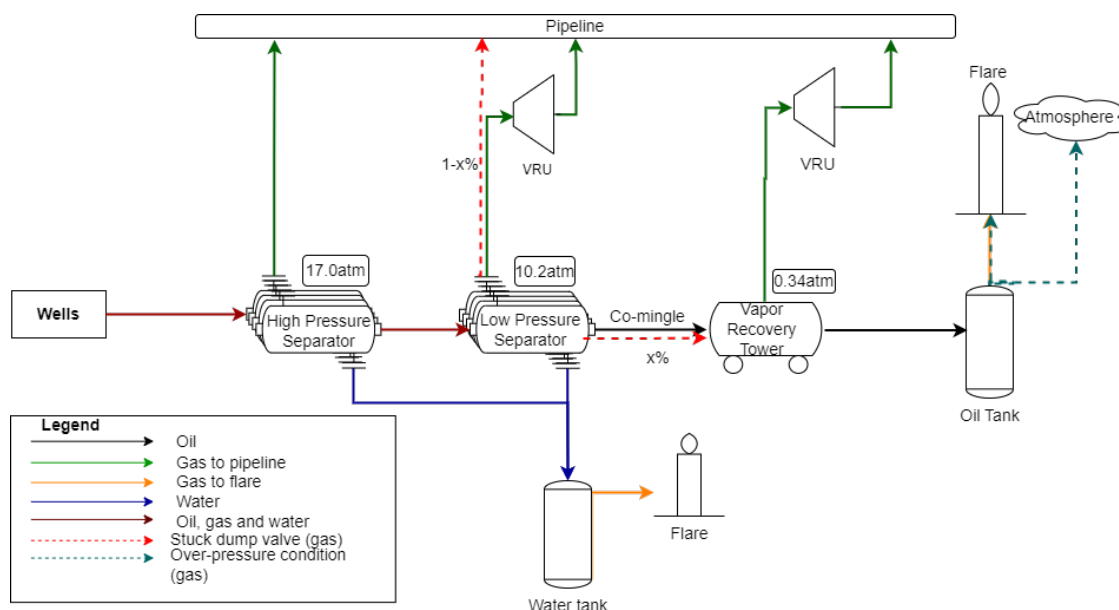 Pipeline
Flare
Atmosphere
1-x%
VRU
VRU
17.0atm
10.2atm
0.34atm
Wells
High Pressure
Separator
Low Pressure
Separator
Co-mingle
x%
Vapor
Recovery
Tower
Oil Tank
Legend
Oil
Gas to pipeline
Gas to flare
Water
Oil, gas and water
Stuck dump valve (gas)
Over-pressure condition
(gas)
Flare
Water tank